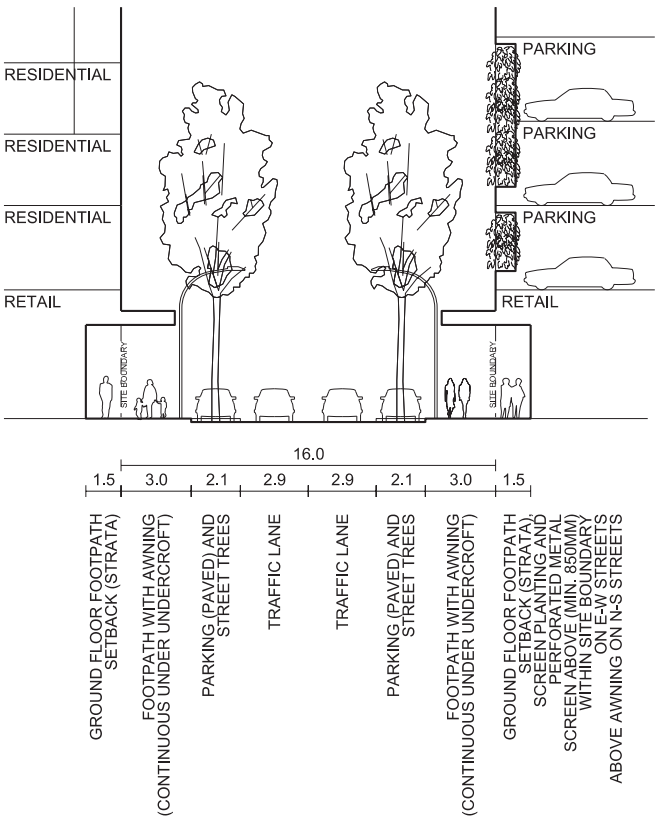 PARKING
RESIDENTIAL
PARKING
RESIDENTIAL
PARKING
RESIDENTIAL
RETAIL
RETAIL
SITE BOUNDARY
SITE BOUNDARY
16.0
1.5 3.0 2.1 2.9 2.9 2.1 3.0 1.5
GROUND FLOOR FOOTPATH
SETBACK (STRATA)
FOOTPATH WITH AWNING
(CONTINUOUS UNDER UNDERCROFT)
PARKING (PAVED) AND
STREET TREES
TRAFFIC LANE
TRAFFIC LANE
PARKING (PAVED) AND
STREET TREES
FOOTPATH WITH AWNING
(CONTINUOUS UNDER UNDERCROFT)
GROUND FLOOR FOOTPATH
SETBACK (STRATA),
SCREEN PLANTING AND
PERFORATED METAL
SCREEN ABOVE (MIN. 850MM)
WITHIN SITE BOUNDARY
ON E-W STREETS
ABOVE AWNING ON N-S STREETS